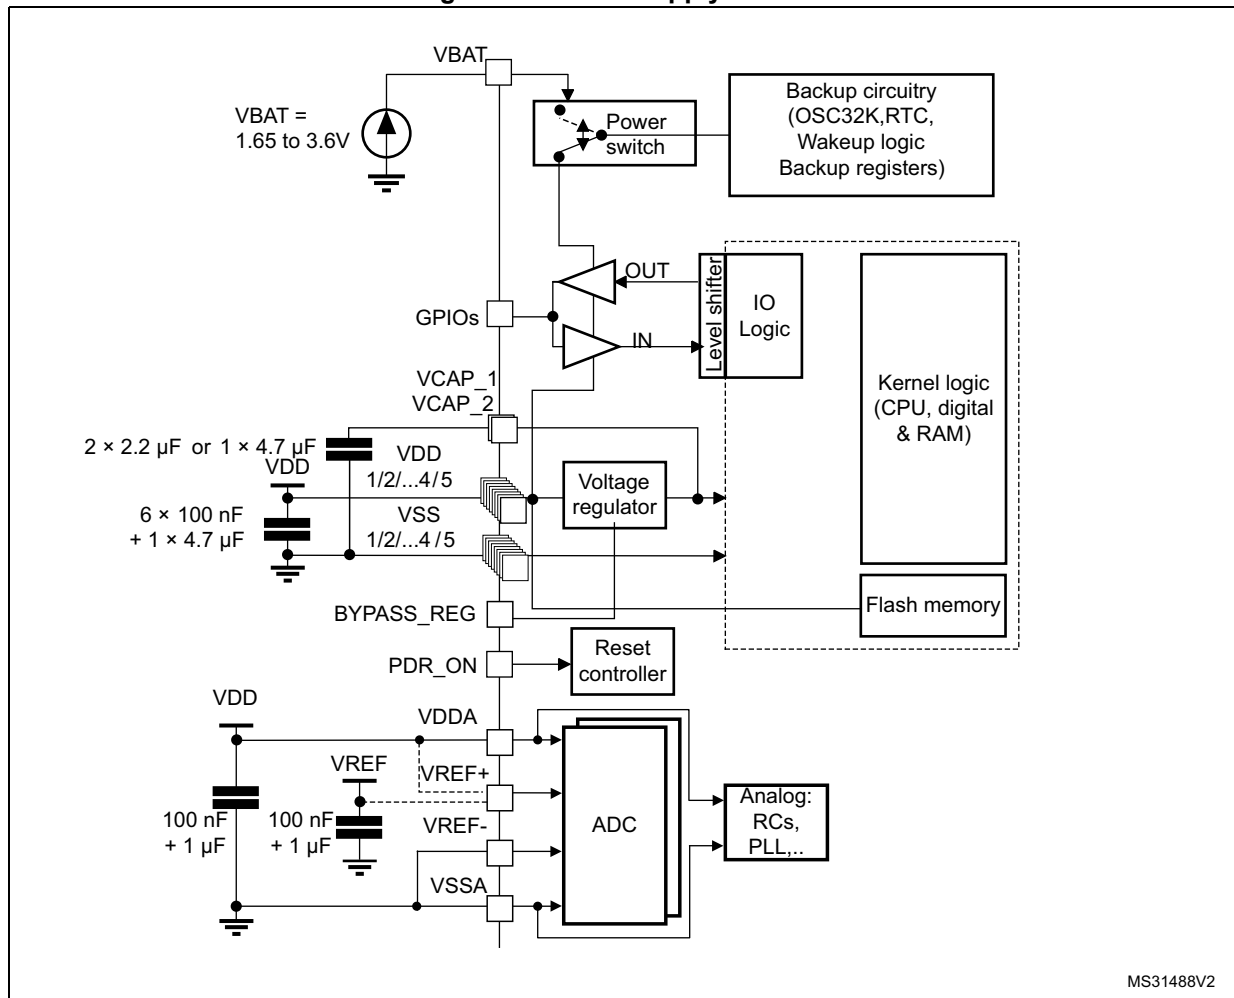 VBAT
VBAT =
1.65 to 3.6V
Power
switch
Backup circuitry
(OSC32K,RTC,
Wakeup logic
Backup registers)
OUT
GPIOs
IN
Level shifter
IO
Logic
Kernel logic
(CPU, digital
& RAM)
VCAP_1
VCAP_2
2 × 2.2 µF or 1 × 4.7 µF
VDD
VDD
1/2/...4/5
Voltage
regulator
6 × 100 nF
+ 1 × 4.7 µF
VSS
1/2/...4/5
Flash memory
BYPASS_REG
PDR_ON
Reset
controller
VDD
VDDA
VREF
VREF+
100 nF
+ 1 µF
100 nF
+ 1 µF
VREF-
ADC
Analog:
RCs,
PLL,..
VSSA
MS31488V2